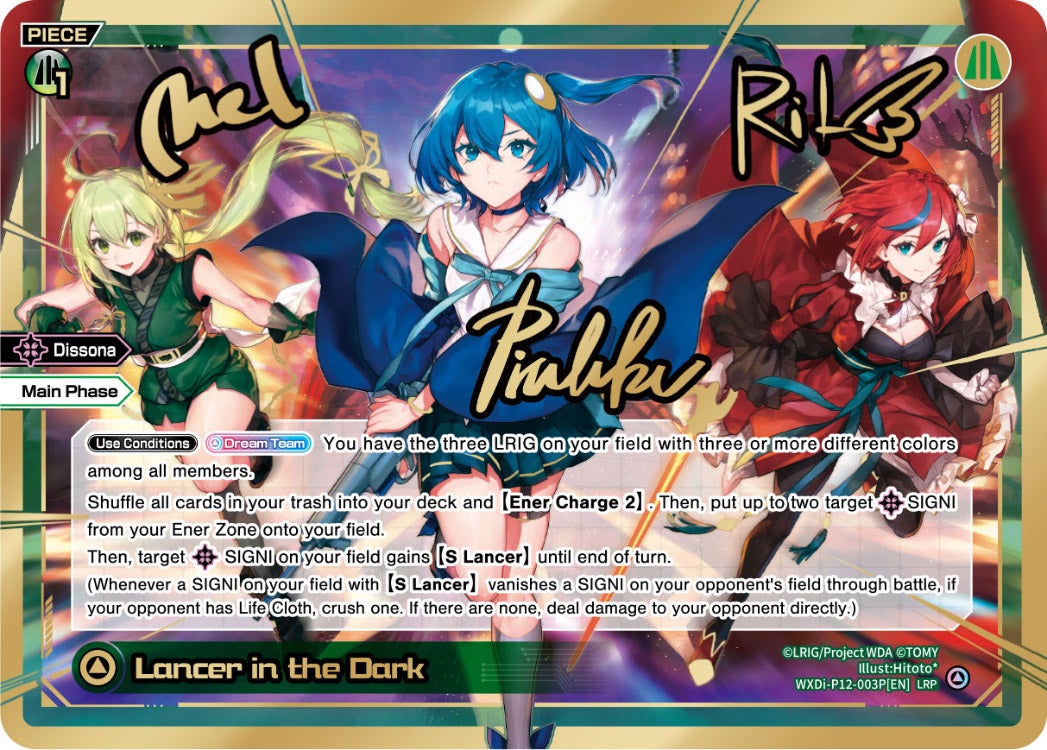 PIECE
1
Mel
Ril
Piruluku
Dissona
Main Phase
Use Conditions Dream Team You have the three LRIG on your field with three or more different colors
among all members.
Shuffle all cards in your trash into your deck and【Ener Charge 2】. Then, put up to two target SIGNI
from your Ener Zone onto your field.
Then, target SIGNI on your field gains【S Lancer】until end of turn.
(Whenever a SIGNI on your field with【S Lancer】vanishes a SIGNI on your opponent's field through battle, if
your opponent has Life Cloth, crush one. If there are none, deal damage to your opponent directly.)
Lancer in the Dark
©LRIG/Project WDA ©TOMY
Illust:Hitoto*
WXDi-P12-003P[EN] LRP